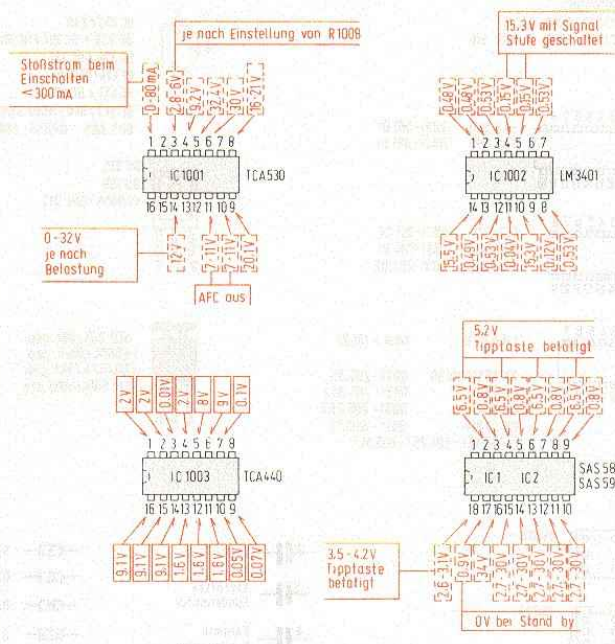 je nach Einstellung von R1008
Stoßstrom beim
Einschalten
≤300mA
0-80mA
2.8-6V
9.2V
32.4V
30V
16-21V
1 2 3 4 5 6 7 8
IC1001
TCA530
16 15 14 13 12 11 10 9
0-32V
je nach
Belastung
12V
7-11V
7-11V
20.1V
AFC aus
15.3V mit Signal
Stufe geschaltet
0.48V
0.48V
0.53V
0.15V
0.15V
0.53V
1 2 3 4 5 6 7
IC1002
LM3401
14 13 12 11 10 9 8
15.5V
0.49V
0.04V
0.12V
0.53V
2V
2V
0.01V
2V
8V
9V
0.1V
1 2 3 4 5 6 7 8
IC1003
TCA440
16 15 14 13 12 11 10 9
9.1V
9.1V
9.1V
1.6V
1.6V
1.6V
0.05V
0.07V
5.2V
Tipptaste betätigt
6.5V
0.8V
6.5V
0.8V
6.5V
0.8V
6.5V
0.8V
1 2 3 4 5 6 7 8 9
IC1 IC2
SAS58
SAS59
18 17 16 15 14 13 12 11 10
3.5-4.2V
Tipptaste
betätigt
2.6-3.1V
0.9V
34V
2.7-30V
2.7-30V
2.7-30V
2.7-30V
2.7-30V
0V bei Stand by